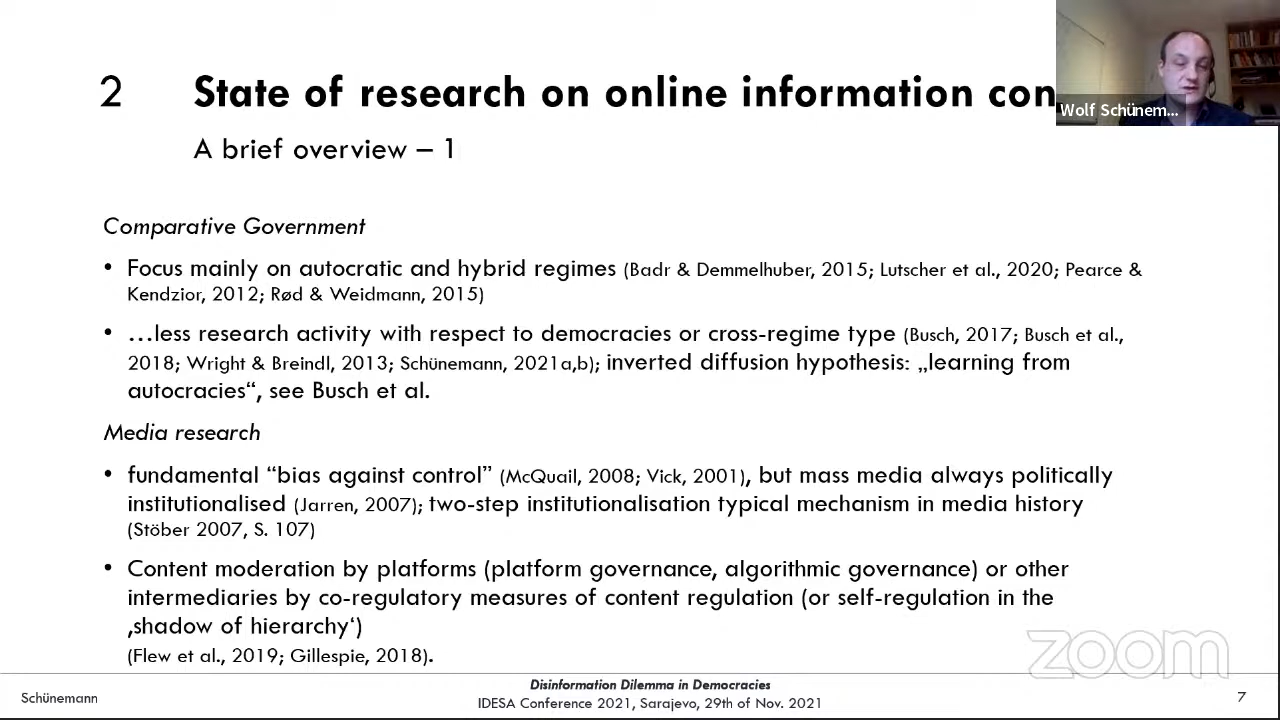 2 State of research on online information con
Wolf Schünem...
A brief overview – 1
Comparative Government
• Focus mainly on autocratic and hybrid regimes (Badr & Demmelhuber, 2015; Lutscher et al., 2020; Pearce &
Kendzior, 2012; Rød & Weidmann, 2015)
• …less research activity with respect to democracies or cross-regime type (Busch, 2017; Busch et al.,
2018; Wright & Breindl, 2013; Schünemann, 2021a,b); inverted diffusion hypothesis: „learning from
autocracies“, see Busch et al.
Media research
• fundamental “bias against control” (McQuail, 2008; Vick, 2001), but mass media always politically
institutionalised (Jarren, 2007); two-step institutionalisation typical mechanism in media history
(Stöber 2007, S. 107)
• Content moderation by platforms (platform governance, algorithmic governance) or other
intermediaries by co-regulatory measures of content regulation (or self-regulation in the
‚shadow of hierarchy‘)
(Flew et al., 2019; Gillespie, 2018).
zoom
Disinformation Dilemma in Democracies
Schünemann IDESA Conference 2021, Sarajevo, 29th of Nov. 2021 7